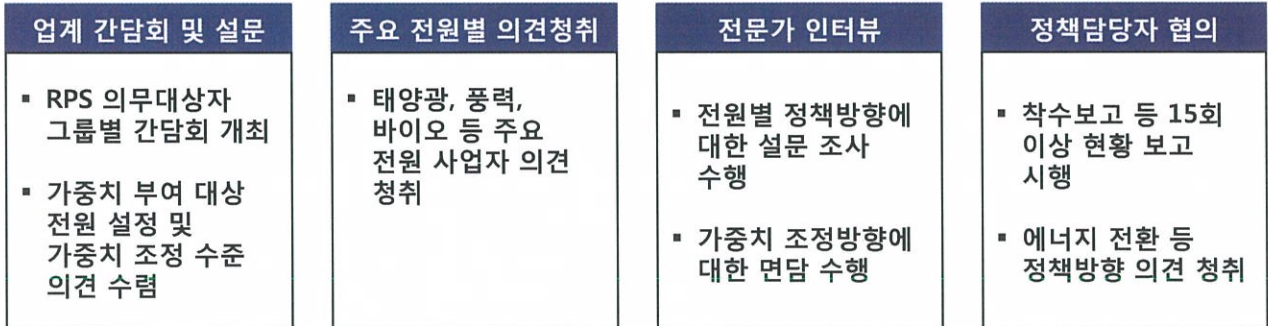 업계 간담회 및 설문
▪ RPS 의무대상자
그룹별 간담회 개최
▪ 가중치 부여 대상
전원 설정 및
가중치 조정 수준
의견 수렴
주요 전원별 의견청취
▪ 태양광, 풍력,
바이오 등 주요
전원 사업자 의견
청취
전문가 인터뷰
▪ 전원별 정책방향에
대한 설문 조사
수행
▪ 가중치 조정방향에
대한 면담 수행
정책담당자 협의
▪ 착수보고 등 15회
이상 현황 보고
시행
▪ 에너지 전환 등
정책방향 의견 청취